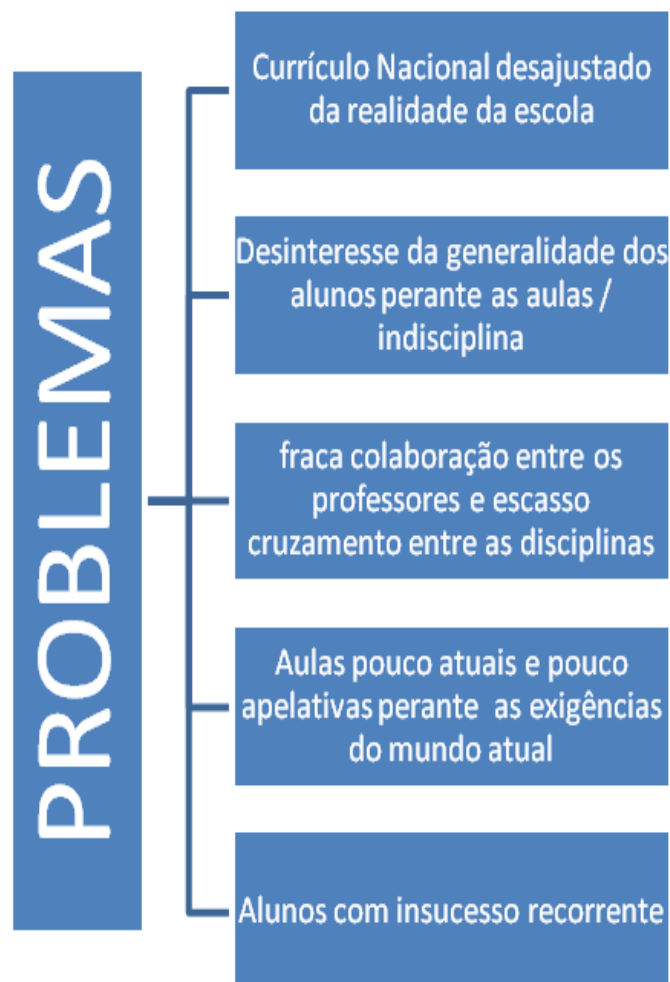 PROBLEMAS
Currículo Nacional desajustado
da realidade da escola
Desinteresse da generalidade dos
alunos perante as aulas /
indisciplina
fraca colaboração entre os
professores e escasso
cruzamento entre as disciplinas
Aulas pouco atuais e pouco
apelativas perante  as exigências
do mundo atual
Alunos com insucesso recorrente